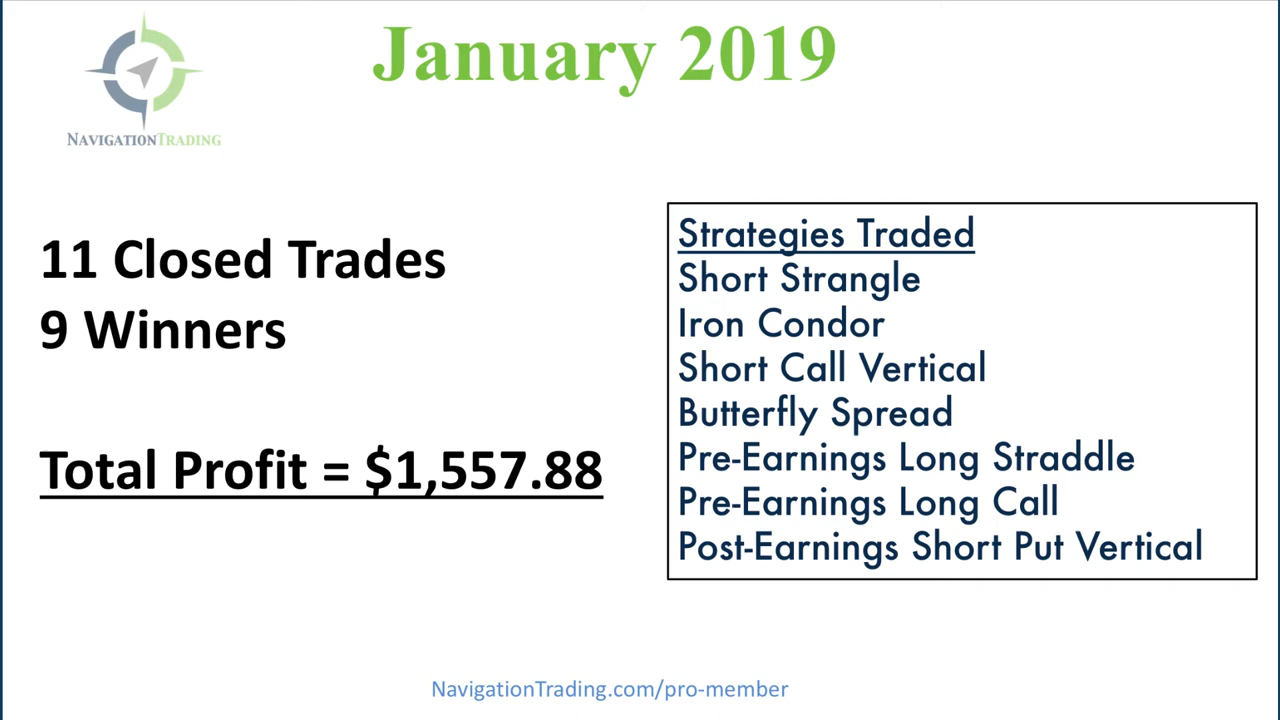 January 2019
NAVIGATIONTRADING
11 Closed Trades
9 Winners
Total Profit = $1,557.88
Strategies Traded
Short Strangle
Iron Condor
Short Call Vertical
Butterfly Spread
Pre-Earnings Long Straddle
Pre-Earnings Long Call
Post-Earnings Short Put Vertical
NavigationTrading.com/pro-member